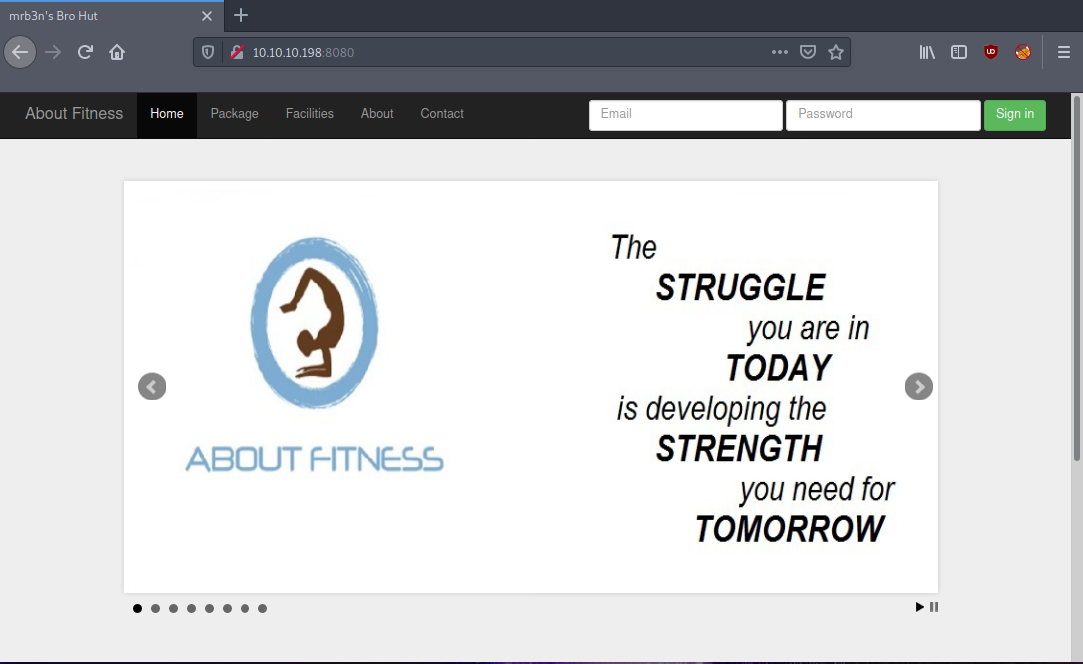 mrb3n's Bro Hut
10.10.10.198:8080
About Fitness Home Package Facilities About Contact Email Password Sign in
The
STRUGGLE
you are in
TODAY
is developing the
STRENGTH
you need for
TOMORROW
ABOUT FITNESS